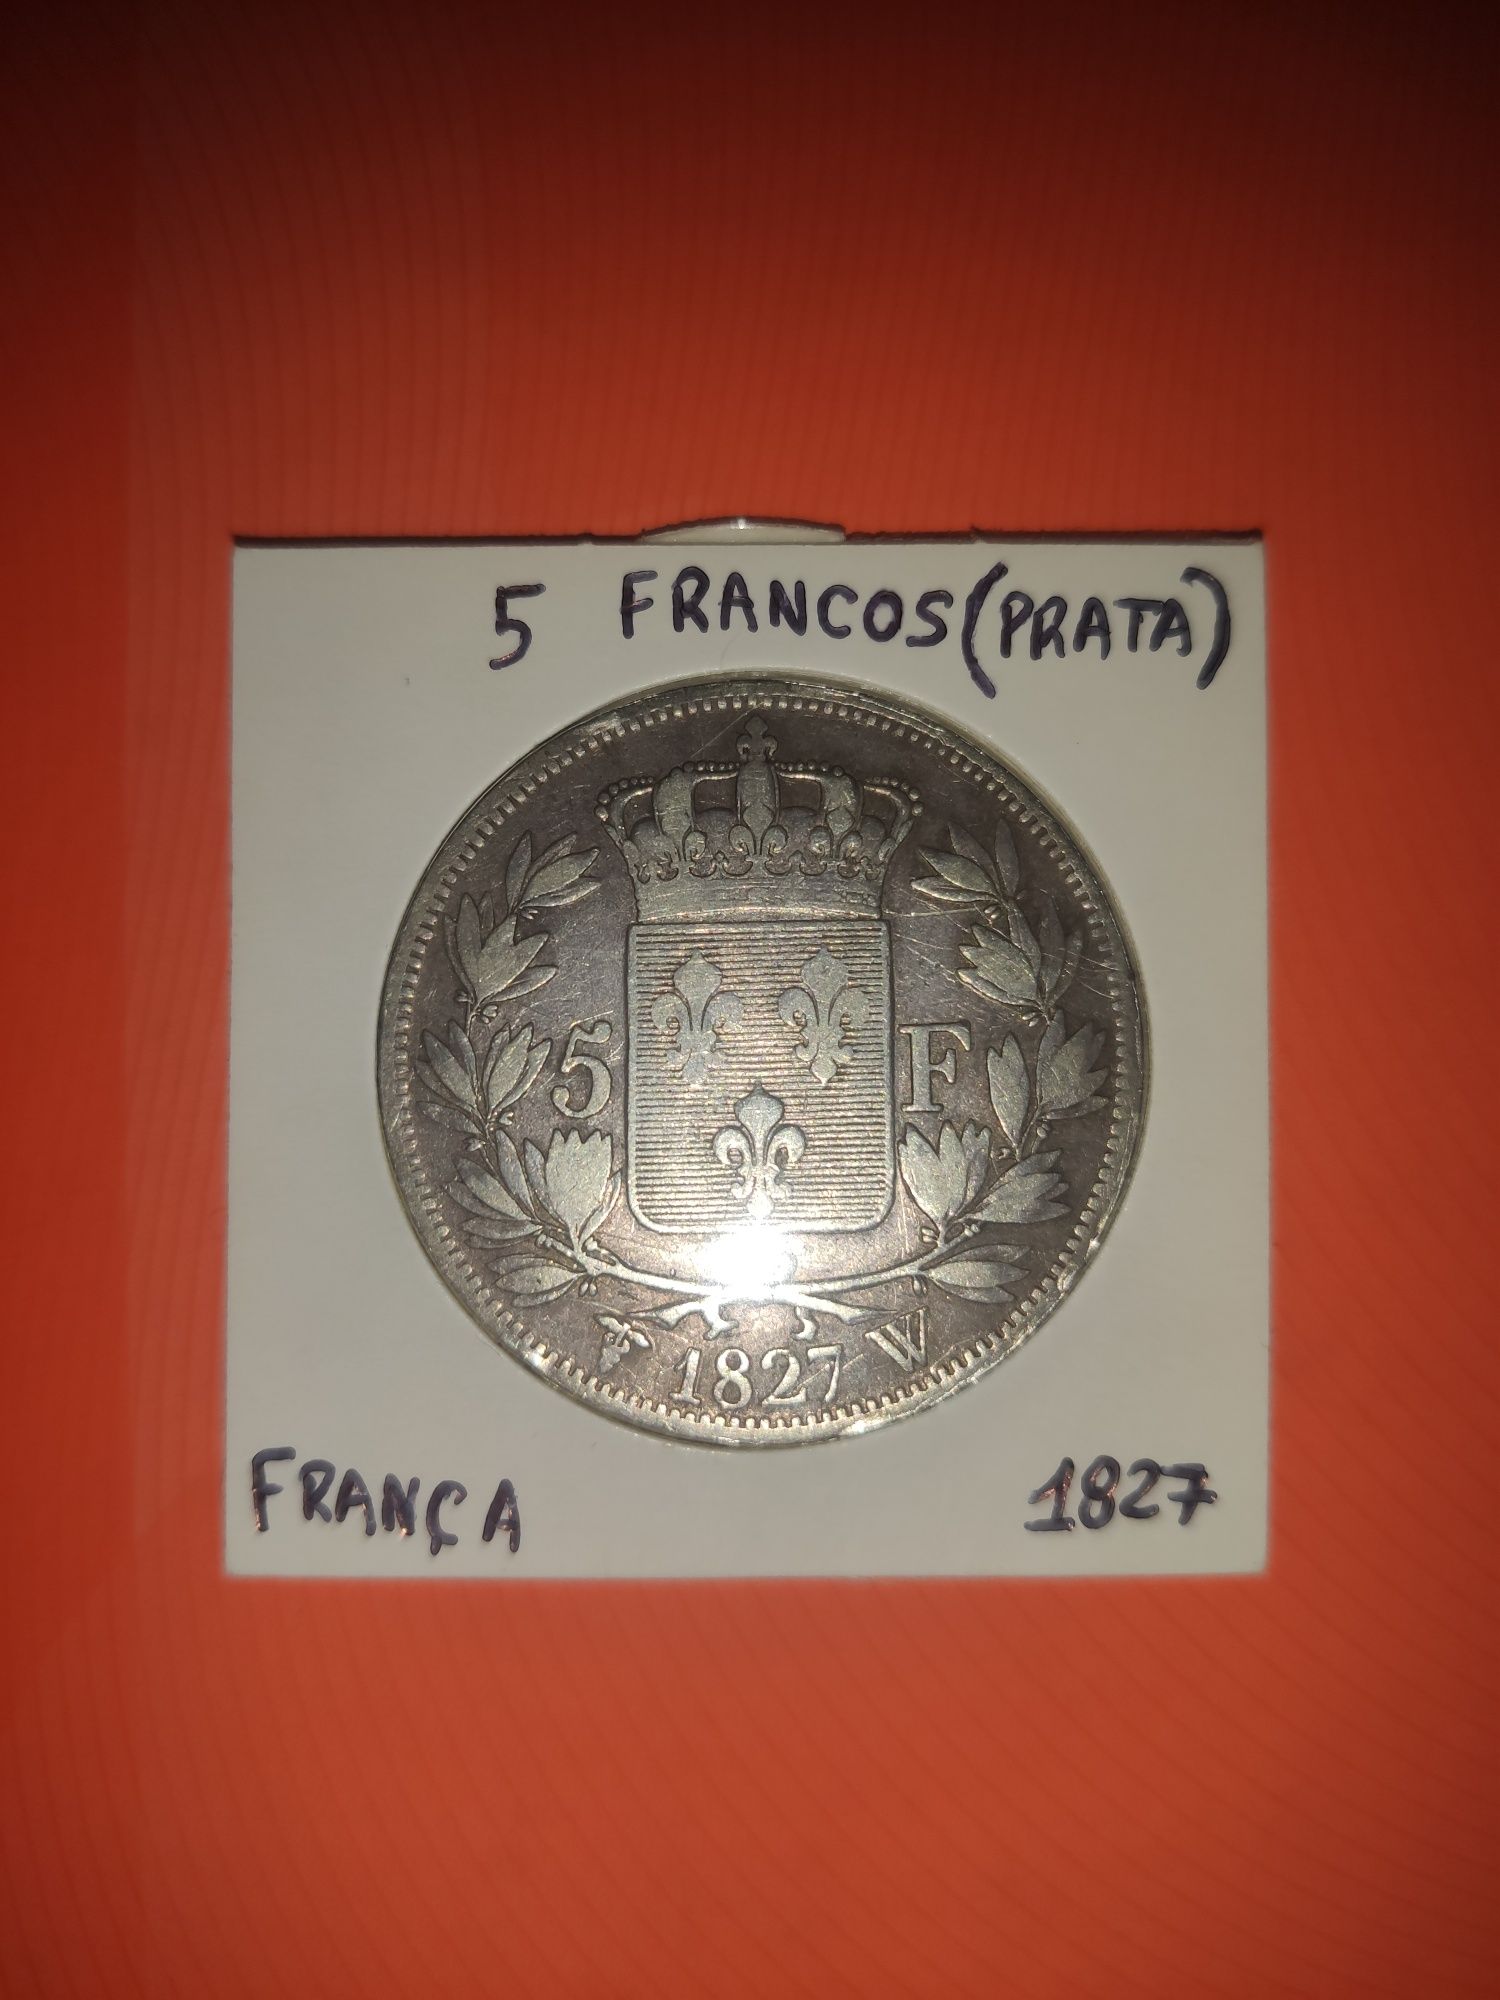 5 FRANCOS (PRATA)
5 F
1827 W
FRANÇA 1827